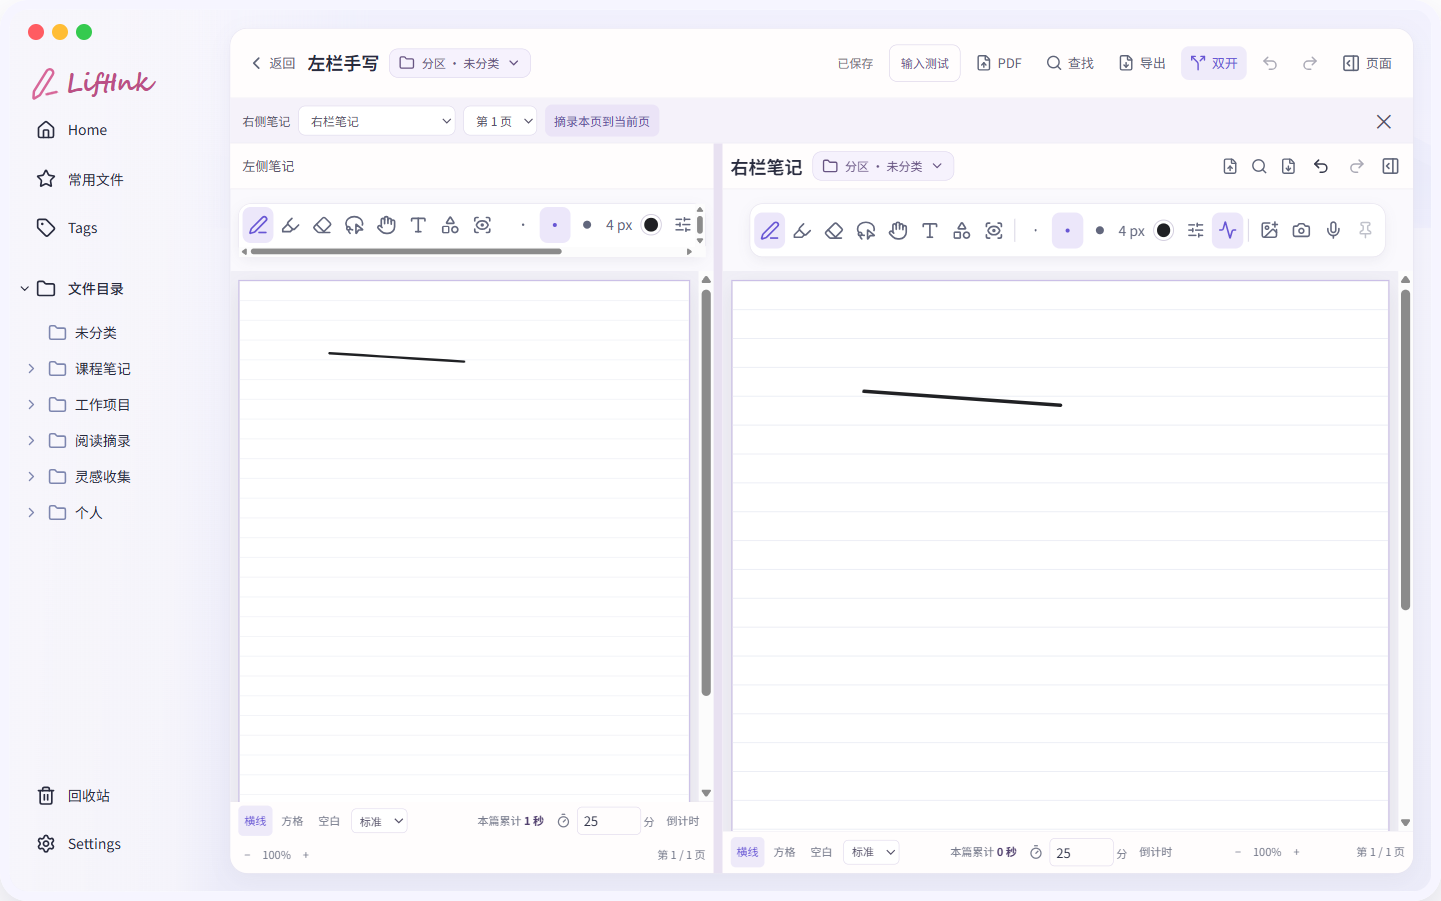 LiftInk
Home
常用文件
Tags
文件目录
未分类
课程笔记
工作项目
阅读摘录
灵感收集
个人
回收站
Settings
返回 左栏手写 分区 · 未分类 已保存 输入测试 PDF 查找 导出 双开 页面
右侧笔记 右栏笔记 第 1 页 摘录本页到当前页
左侧笔记
4 px
横线 方格 空白 标准 本篇累计 1 秒 25 分 倒计时
− 100% + 第 1 / 1 页
右栏笔记 分区 · 未分类
4 px
横线 方格 空白 标准 本篇累计 0 秒 25 分 倒计时 − 100% + 第 1 / 1 页